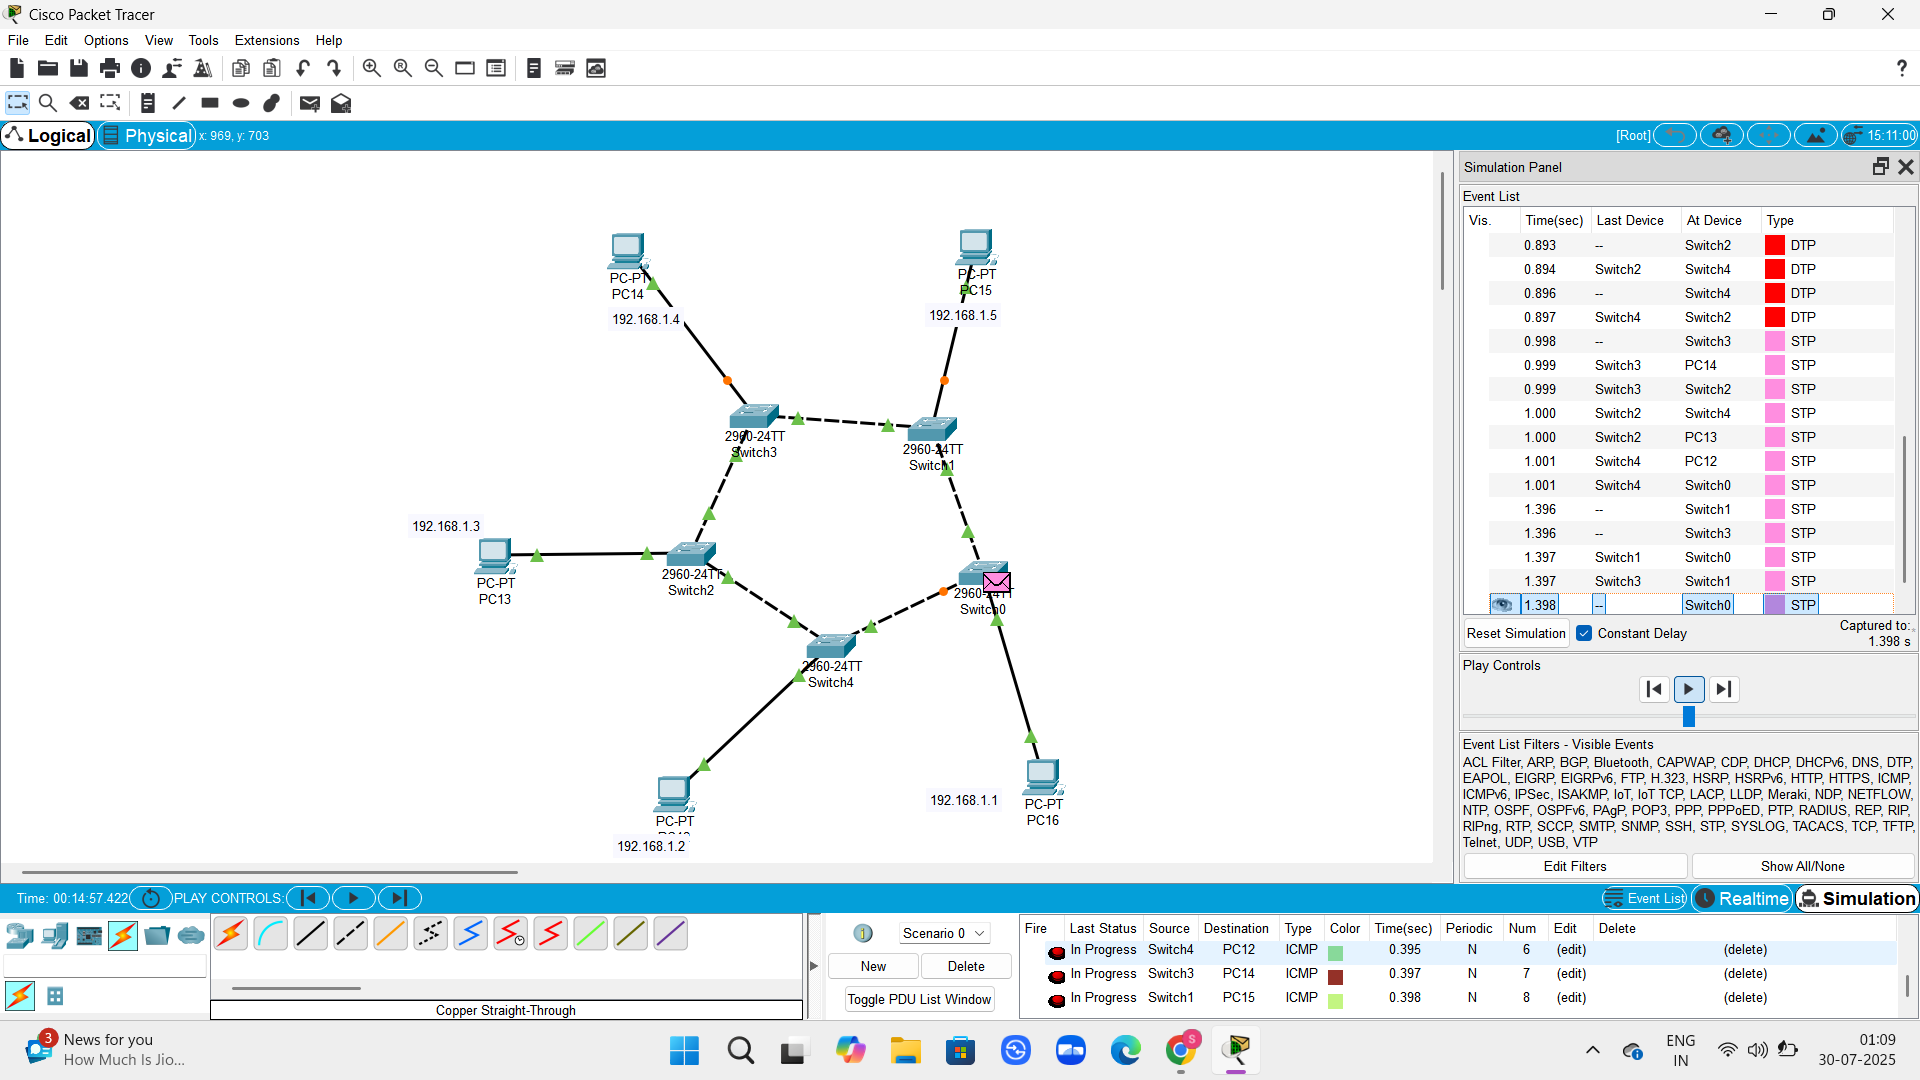 Cisco Packet Tracer
File Edit Options View Tools Extensions Help
Logical Physical x: 969, y: 703 [Root] 15:11:00
PC-PT
PC14
192.168.1.4
PC-PT
PC15
192.168.1.5
2960-24TT
Switch3
2960-24TT
Switch1
192.168.1.3
PC-PT
PC13
2960-24TT
Switch2
2960-24TT
Switch0
2960-24TT
Switch4
PC-PT
192.168.1.2
192.168.1.1
PC-PT
PC16
Simulation Panel
Event List
Vis. Time(sec) Last Device At Device Type
0.893 -- Switch2 DTP
0.894 Switch2 Switch4 DTP
0.896 -- Switch4 DTP
0.897 Switch4 Switch2 DTP
0.998 -- Switch3 STP
0.999 Switch3 PC14 STP
0.999 Switch3 Switch2 STP
1.000 Switch2 Switch4 STP
1.000 Switch2 PC13 STP
1.001 Switch4 PC12 STP
1.001 Switch4 Switch0 STP
1.396 -- Switch1 STP
1.396 -- Switch3 STP
1.397 Switch1 Switch0 STP
1.397 Switch3 Switch1 STP
1.398 -- Switch0 STP
Reset Simulation Constant Delay Captured to:
1.398 s
Play Controls
Event List Filters - Visible Events
ACL Filter, ARP, BGP, Bluetooth, CAPWAP, CDP, DHCP, DHCPv6, DNS, DTP,
EAPOL, EIGRP, EIGRPv6, FTP, H.323, HSRP, HSRPv6, HTTP, HTTPS, ICMP,
ICMPv6, IPSec, ISAKMP, IoT, IoT TCP, LACP, LLDP, Meraki, NDP, NETFLOW,
NTP, OSPF, OSPFv6, PAgP, POP3, PPP, PPPoED, PTP, RADIUS, REP, RIP,
RIPng, RTP, SCCP, SMTP, SNMP, SSH, STP, SYSLOG, TACACS, TCP, TFTP,
Telnet, UDP, USB, VTP
Edit Filters Show All/None
Time: 00:14:57.422 PLAY CONTROLS: Event List Realtime Simulation
Copper Straight-Through
Scenario 0
New Delete
Toggle PDU List Window
Fire Last Status Source Destination Type Color Time(sec) Periodic Num Edit Delete
In Progress Switch4 PC12 ICMP 0.395 N 6 (edit) (delete)
In Progress Switch3 PC14 ICMP 0.397 N 7 (edit) (delete)
In Progress Switch1 PC15 ICMP 0.398 N 8 (edit) (delete)
3
News for you
How Much Is Jio...
S
ENG
IN
01:09
30-07-2025